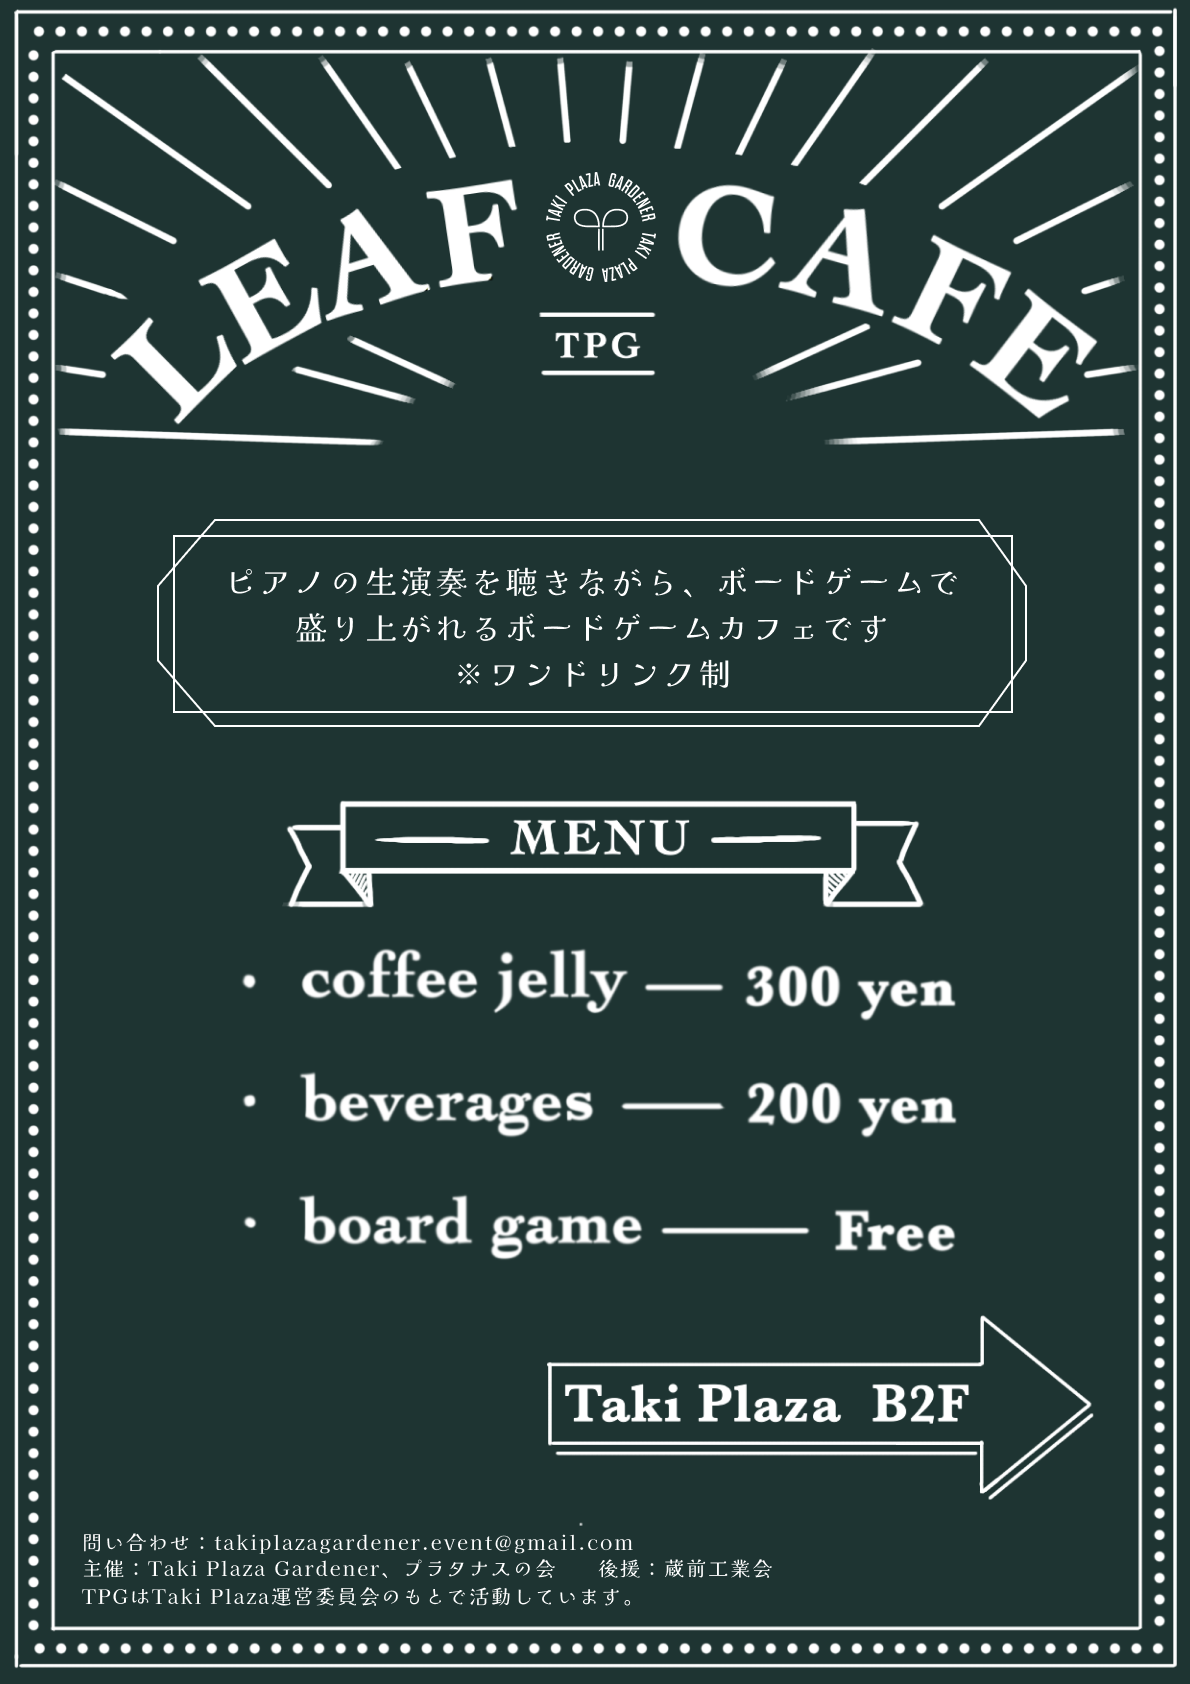 LEAF CAFE
TAKI PLAZA GARDENER TAKI PLAZA GARDENER
TPG
ピアノの生演奏を聴きながら、ボードゲームで
盛り上がれるボードゲームカフェです
※ワンドリンク制
MENU
・ coffee jelly — 300 yen
・ beverages — 200 yen
・ board game — Free
Taki Plaza B2F
問い合わせ：takiplazagardener.event@gmail.com
主催：Taki Plaza Gardener、プラタナスの会　　後援：蔵前工業会
TPGはTaki Plaza運営委員会のもとで活動しています。